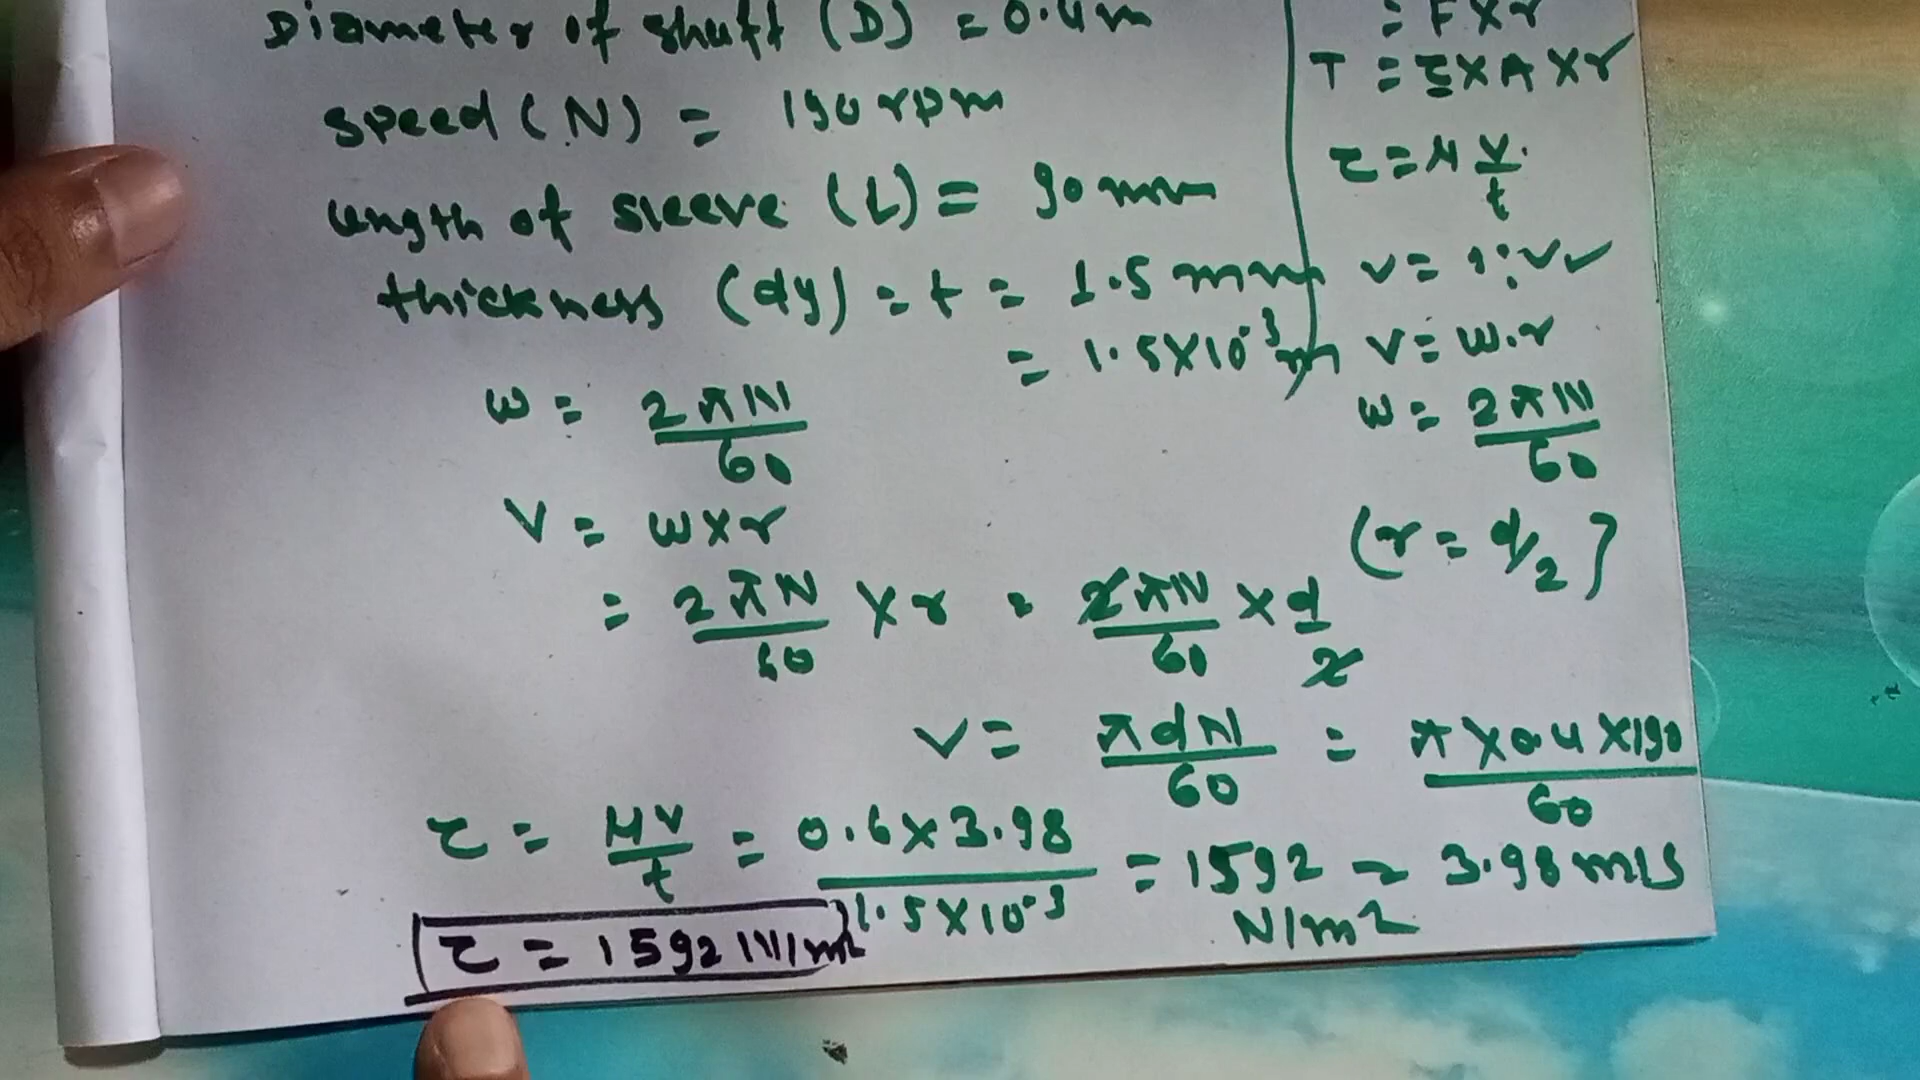 Diameter of shaft (D) = 0.4m
speed (N) = 190 rpm
length of sleeve (L) = 90 mm
thickness (dy) = t = 1.5 mm
= 1.5×10⁻³m
ω = 2πN/60
V = ω×r
= 2πN/60 × r = 2πN/60 × d/2
V = πdN/60 = π×0.4×190/60
= 3.98 m/s
τ = μV/t = 0.6×3.98/1.5×10⁻³ = 1592 N/m²
τ = 1592 N/m²
= F×r
T = τ×A×r
τ = μ V/t
V =
V = ω.r
ω = 2πN/60
(r = d/2)